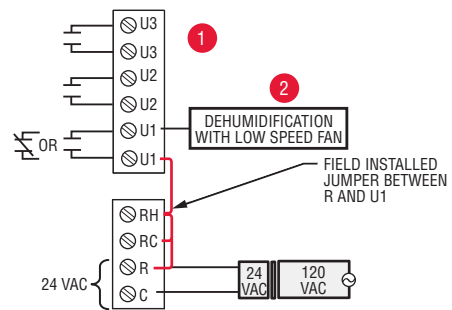 U3
1
U3
U2
2
U2
OR
U1
DEHUMIDIFICATION
WITH LOW SPEED FAN
U1
FIELD INSTALLED
JUMPER BETWEEN
R AND U1
RH
RC
R
24 VAC
C
24
VAC
120
VAC